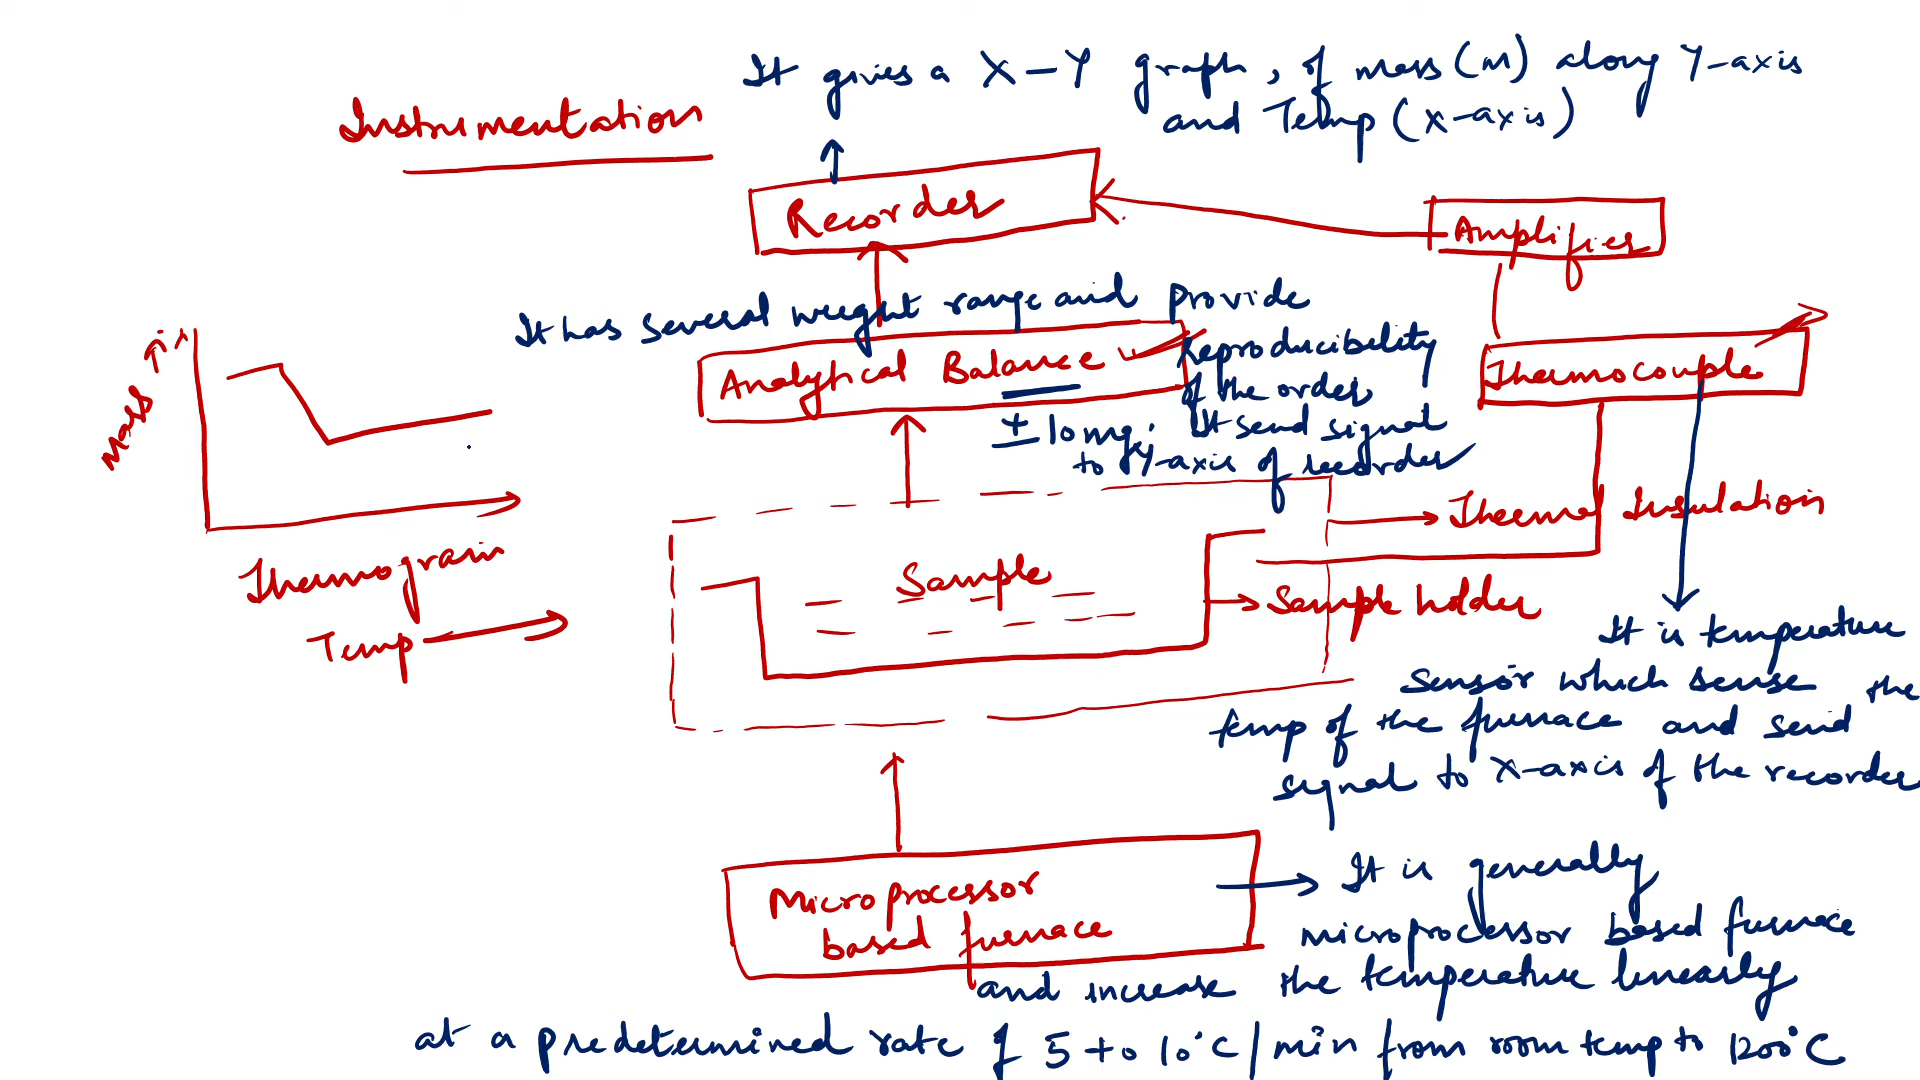 It gives a X-Y graph, of mass (m) along Y-axis
and Temp (x-axis)
Instrumentation
Recorder
Amplifier
It has several weight range and provide
Reproducibility
of the order
± 10 mg. It send signal
to Y-axis of recorder
Analytical Balance
Thermocouple
Mass
Thermogram
Temp
Thermal Insulation
Sample
Sample holder
It is temperature
sensor which sense the
temp of the furnace and send
signal to X-axis of the recorder
Microprocessor
based furnace
It is generally
microprocessor based furnace
and increase the temperature linearly
at a predetermined rate of 5 to 10°C/min from room temp to 1200°C